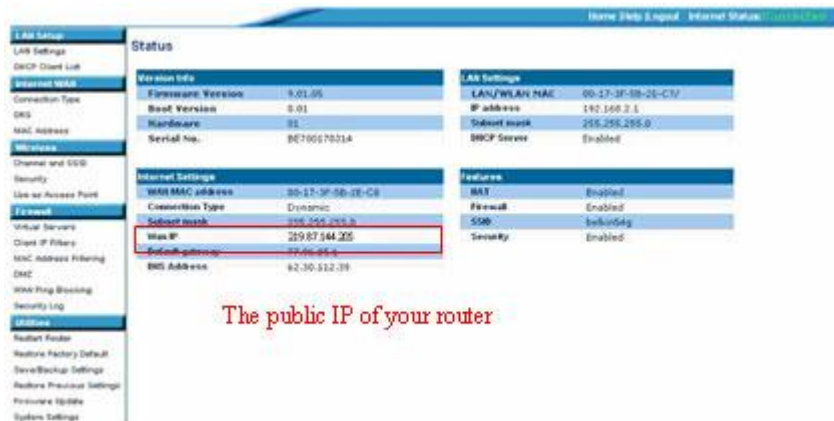 Home |Help |Logout Internet Status:
LAN Setup
LAN Settings
DHCP Client List
Internet WAN
Connection Type
DNS
MAC Address
Wireless
Channel and SSID
Security
Use as Access Point
Firewall
Virtual Servers
Client IP Filters
MAC Address Filtering
DMZ
WAN Ping Blocking
Security Log
Utilities
Restart Router
Restore Factory Default
Save/Backup Settings
Restore Previous Settings
Firmware Update
System Settings
Status
Version Info
Firmware Version 9.01.05
Boot Version 0.01
Hardware 01
Serial No.
LAN Settings
LAN/WLAN MAC
IP address 192.168.2.1
Subnet mask 255.255.255.0
DHCP Server Enabled
Internet Settings
WAN MAC address
Connection Type Dynamic
Subnet mask 255.255.255.0
Wan IP 219.87.144.205
Default gateway
DNS Address
Features
NAT Enabled
Firewall Enabled
SSID belkin54g
Security Enabled
The public IP of your router